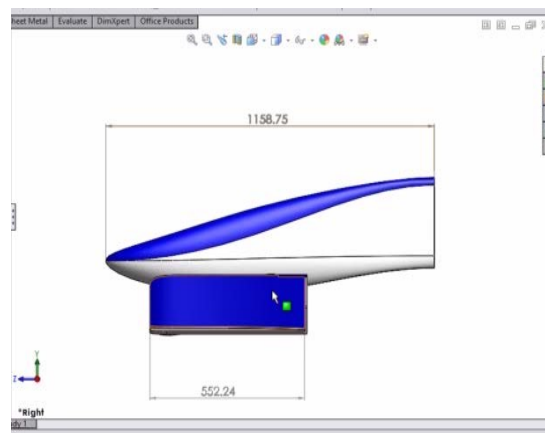 heet Metal Evaluate DimXpert Office Products
1158.75
552.24
Y
Z
*Right
dy 1